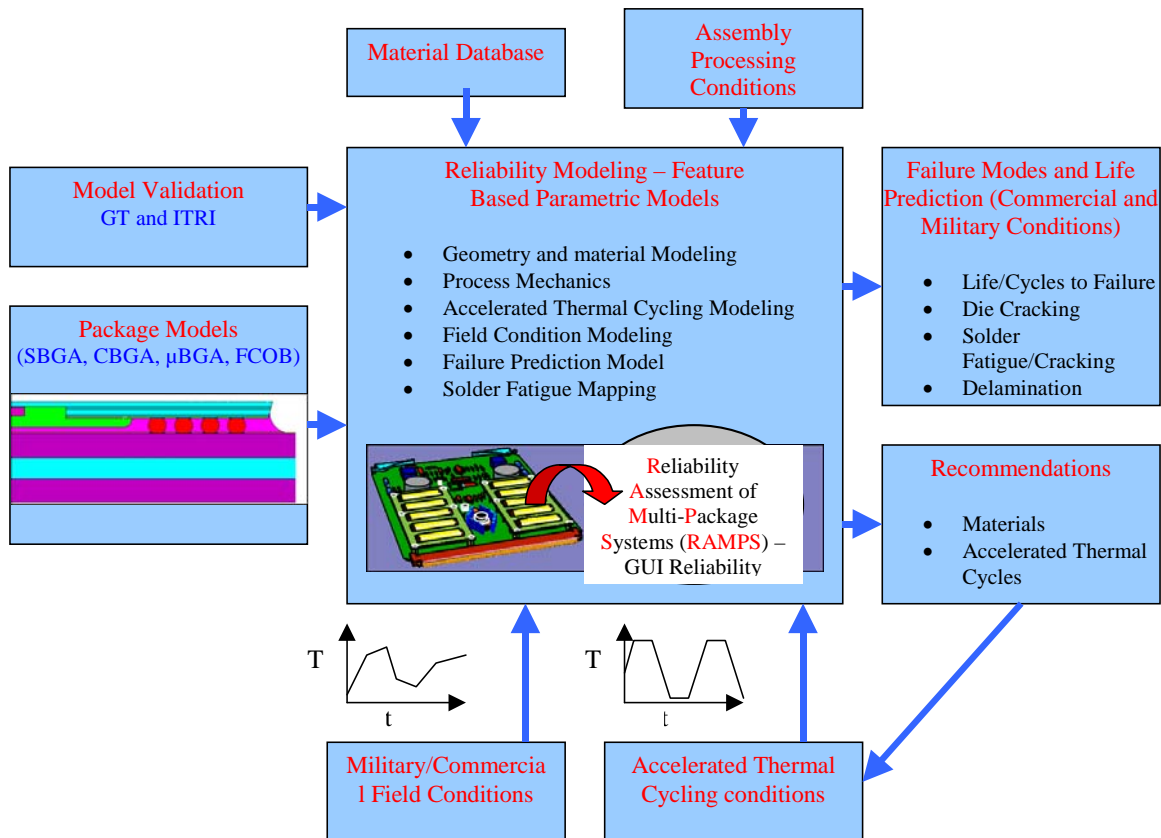 Material Database
Assembly
Processing
Conditions
Model Validation
GT and ITRI
Package Models
(SBGA, CBGA, µBGA, FCOB)
Reliability Modeling – Feature
Based Parametric Models
• Geometry and material Modeling
• Process Mechanics
• Accelerated Thermal Cycling Modeling
• Field Condition Modeling
• Failure Prediction Model
• Solder Fatigue Mapping
Reliability
Assessment of
Multi-Package
Systems (RAMPS) –
GUI Reliability
Failure Modes and Life
Prediction (Commercial and
Military Conditions)
• Life/Cycles to Failure
• Die Cracking
• Solder
Fatigue/Cracking
• Delamination
Recommendations
• Materials
• Accelerated Thermal
Cycles
T
t
T
t
Military/Commercia
l Field Conditions
Accelerated Thermal
Cycling conditions